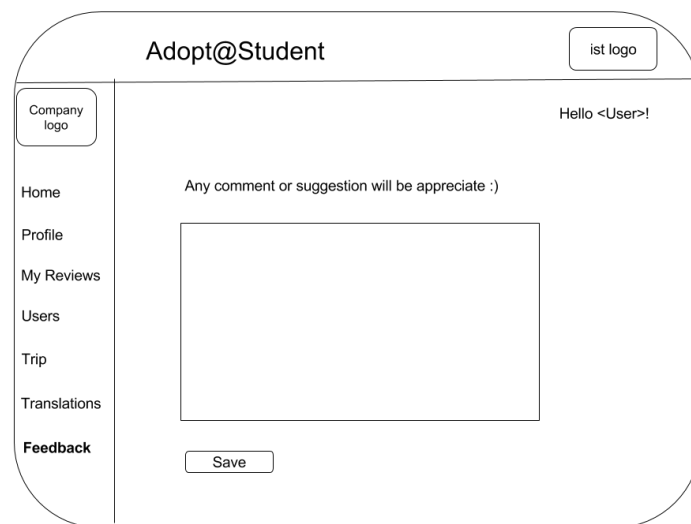 Adopt@Student
ist logo
Company
logo
Hello <User>!
Home
Profile
My Reviews
Users
Trip
Translations
Feedback
Any comment or suggestion will be appreciate :)
Save